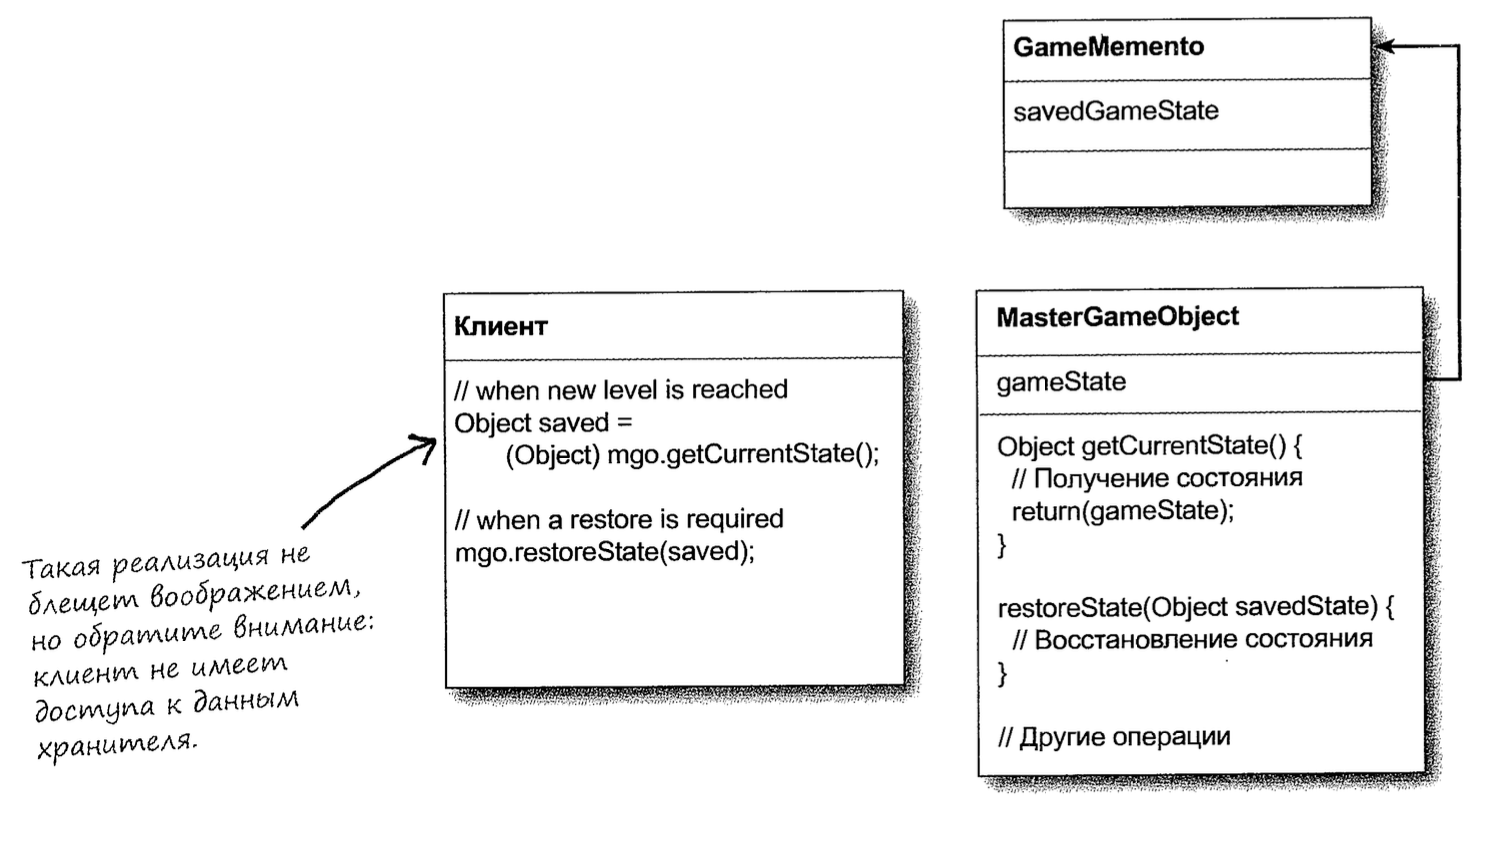 GameMemento
savedGameState
Клиент
// when new level is reached
Object saved =
(Object) mgo.getCurrentState();
// when a restore is required
mgo.restoreState(saved);
MasterGameObject
gameState
Object getCurrentState() {
// Получение состояния
return(gameState);
}
restoreState(Object savedState) {
// Восстановление состояния
}
// Другие операции
Такая реализация не
блещет воображением,
но обратите внимание:
клиент не имеет
доступа к данным
хранителя.